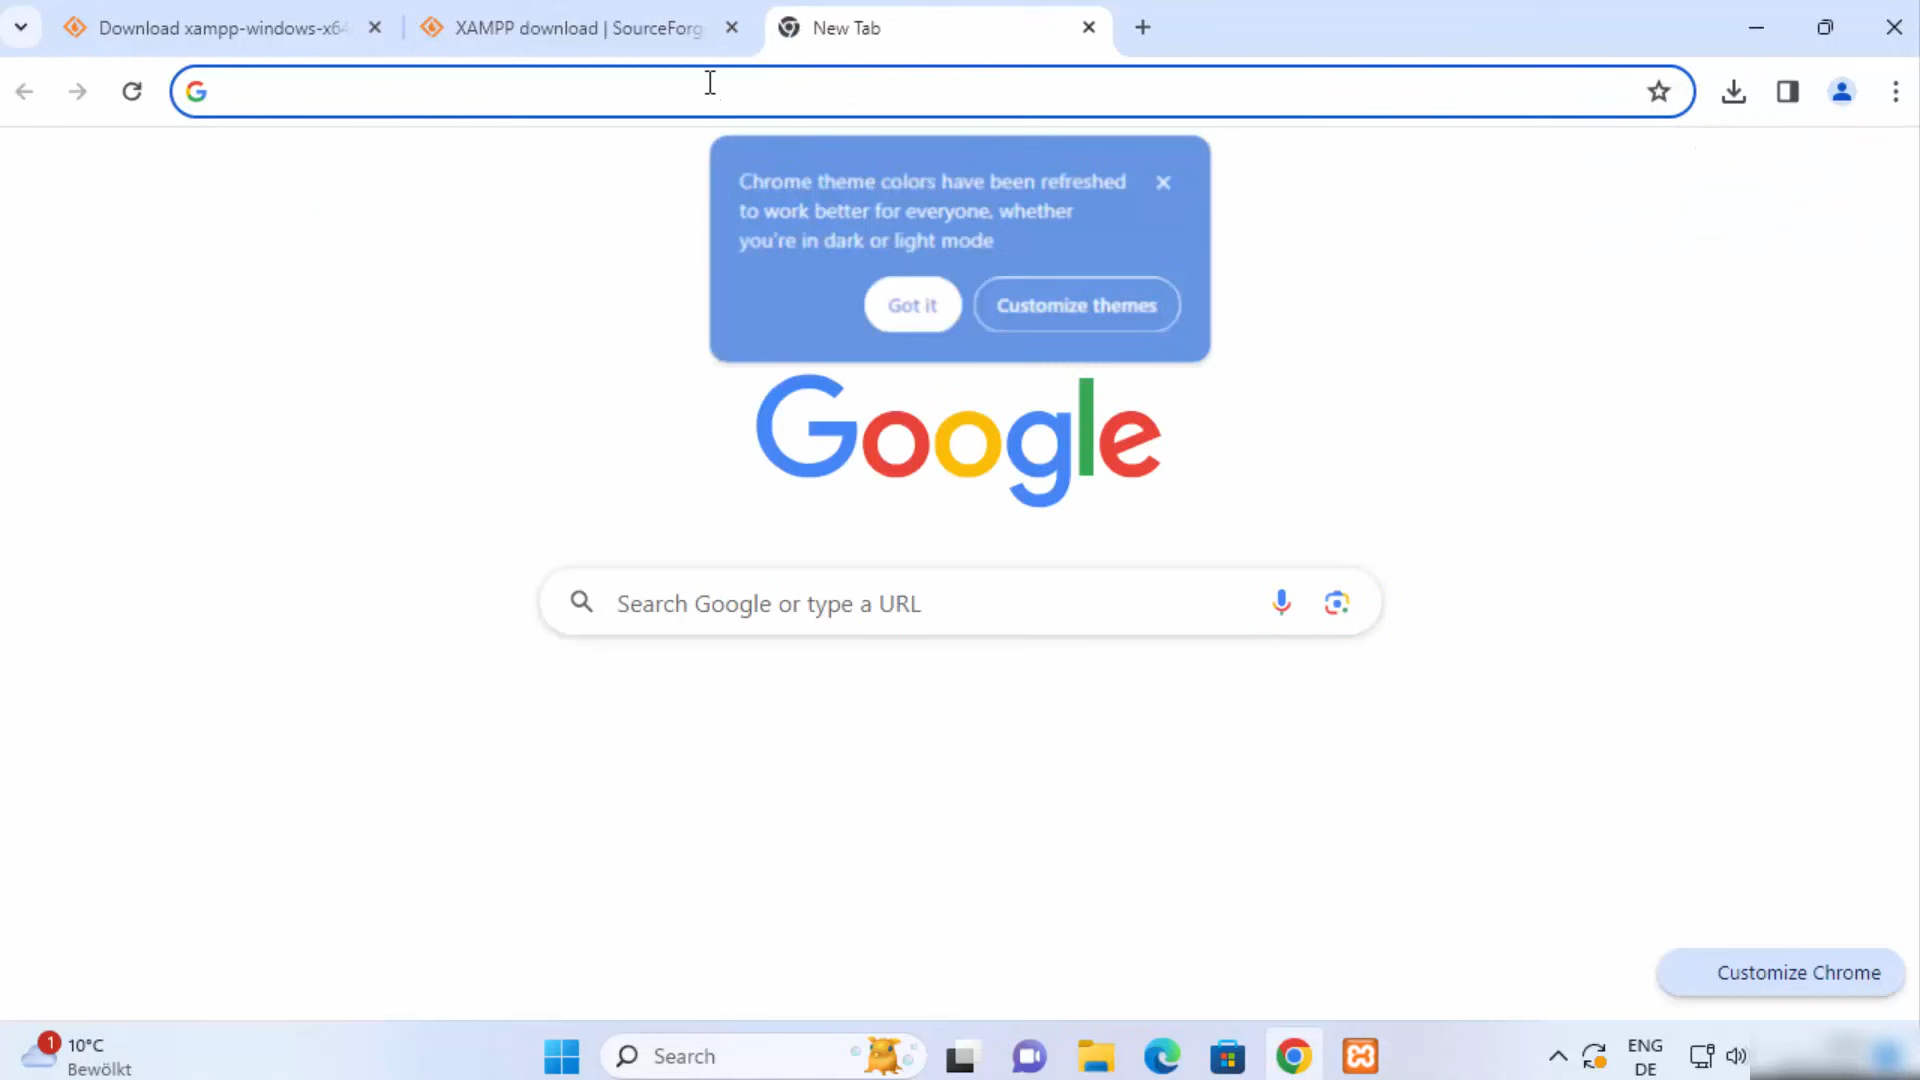 Download xampp-windows-x64
XAMPP download | SourceForg
New Tab
Chrome theme colors have been refreshed
to work better for everyone, whether
you're in dark or light mode
Got it
Customize themes
Google
Search Google or type a URL
Customize Chrome
1
10°C
Bewölkt
Search
ENG
DE